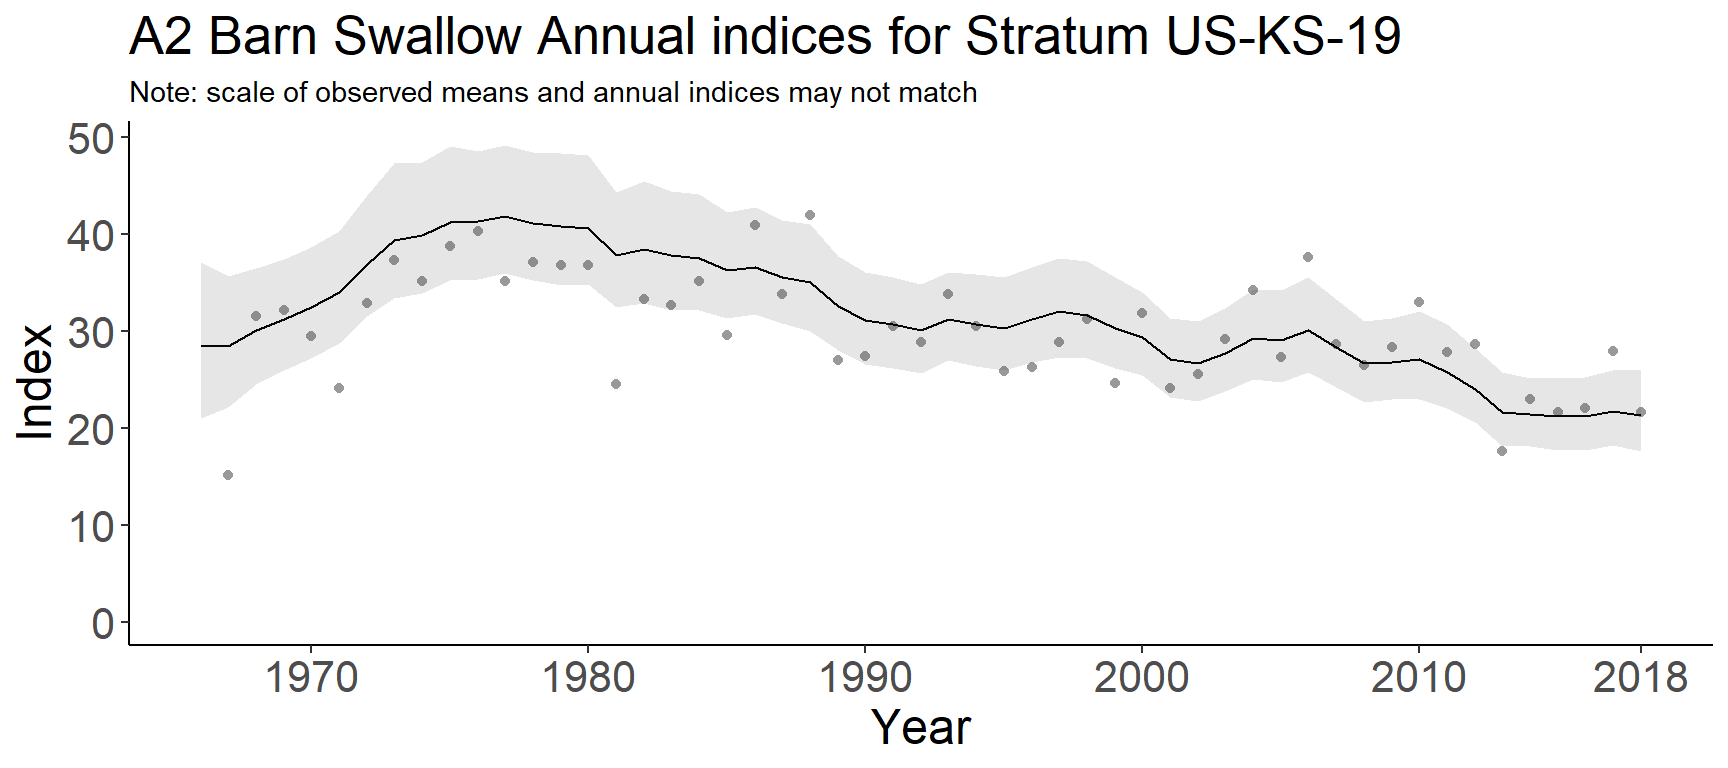 A2 Barn Swallow Annual indices for Stratum US-KS-19
Note: scale of observed means and annual indices may not match
50
40
30
20
10
0
Index
1970 1980 1990 2000 2010 2018
Year